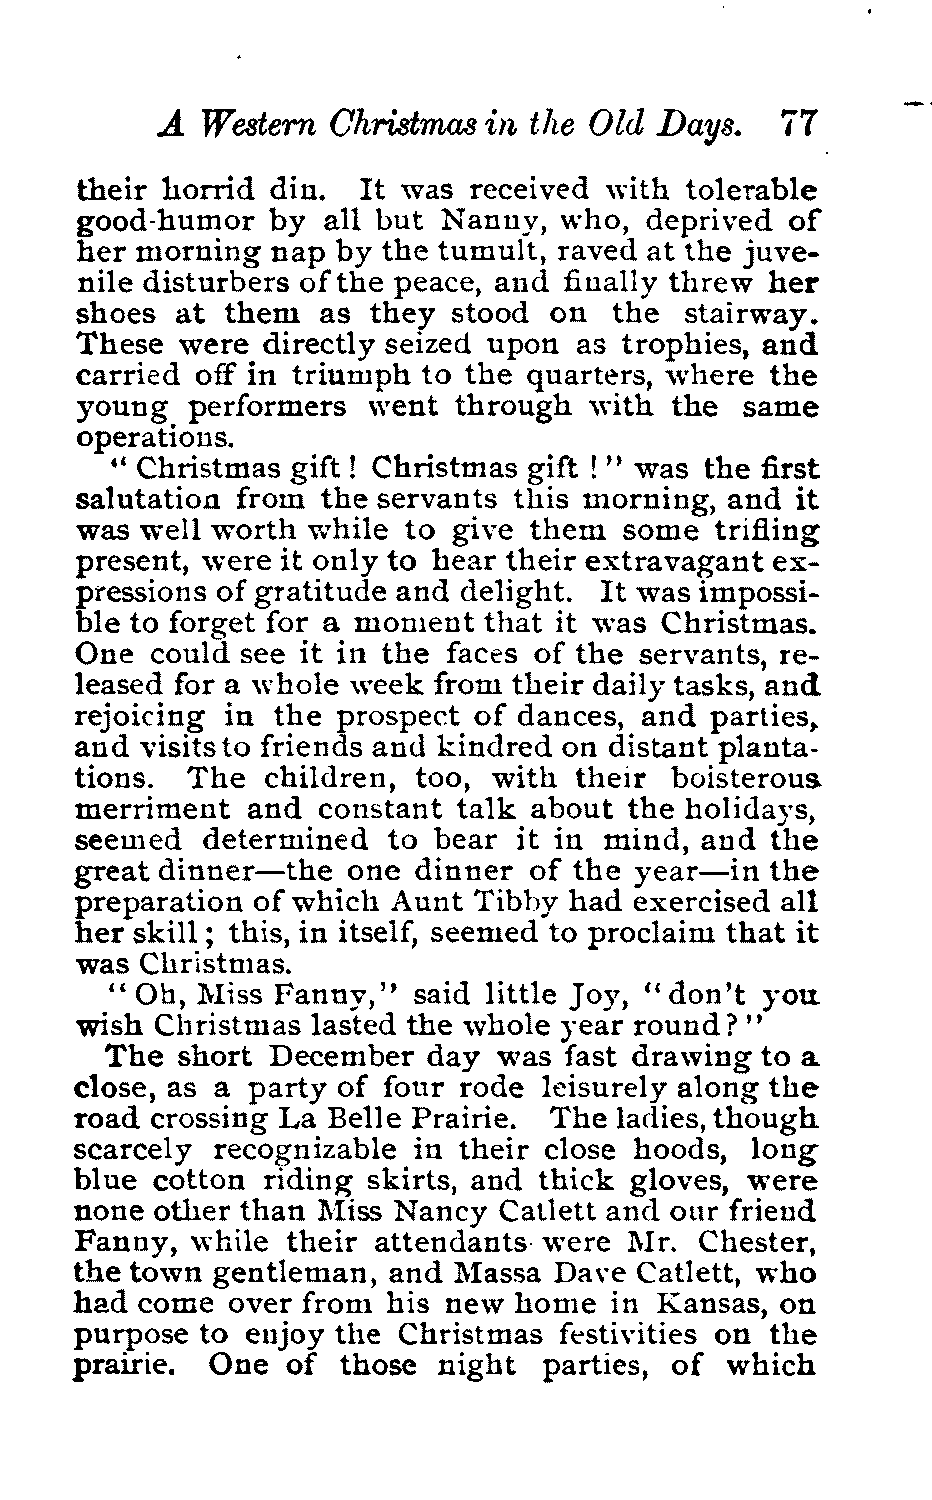 A Western Christmas in the Old Days. 77
their horrid din. It was received with tolerable
good-humor by all but Nanny, who, deprived of
her morning nap by the tumult, raved at the juve-
nile disturbers of the peace, and finally threw her
shoes at them as they stood on the stairway.
These were directly seized upon as trophies, and
carried off in triumph to the quarters, where the
young performers went through with the same
operations.
"Christmas gift! Christmas gift!" was the first
salutation from the servants this morning, and it
was well worth while to give them some trifling
present, were it only to hear their extravagant ex-
pressions of gratitude and delight. It was impossi-
ble to forget for a moment that it was Christmas.
One could see it in the faces of the servants, re-
leased for a whole week from their daily tasks, and
rejoicing in the prospect of dances, and parties,
and visits to friends and kindred on distant planta-
tions. The children, too, with their boisterous
merriment and constant talk about the holidays,
seemed determined to bear it in mind, and the
great dinner—the one dinner of the year—in the
preparation of which Aunt Tibby had exercised all
her skill; this, in itself, seemed to proclaim that it
was Christmas.
"Oh, Miss Fanny," said little Joy, "don't you
wish Christmas lasted the whole year round?"
The short December day was fast drawing to a
close, as a party of four rode leisurely along the
road crossing La Belle Prairie. The ladies, though
scarcely recognizable in their close hoods, long
blue cotton riding skirts, and thick gloves, were
none other than Miss Nancy Catlett and our friend
Fanny, while their attendants were Mr. Chester,
the town gentleman, and Massa Dave Catlett, who
had come over from his new home in Kansas, on
purpose to enjoy the Christmas festivities on the
prairie. One of those night parties, of which